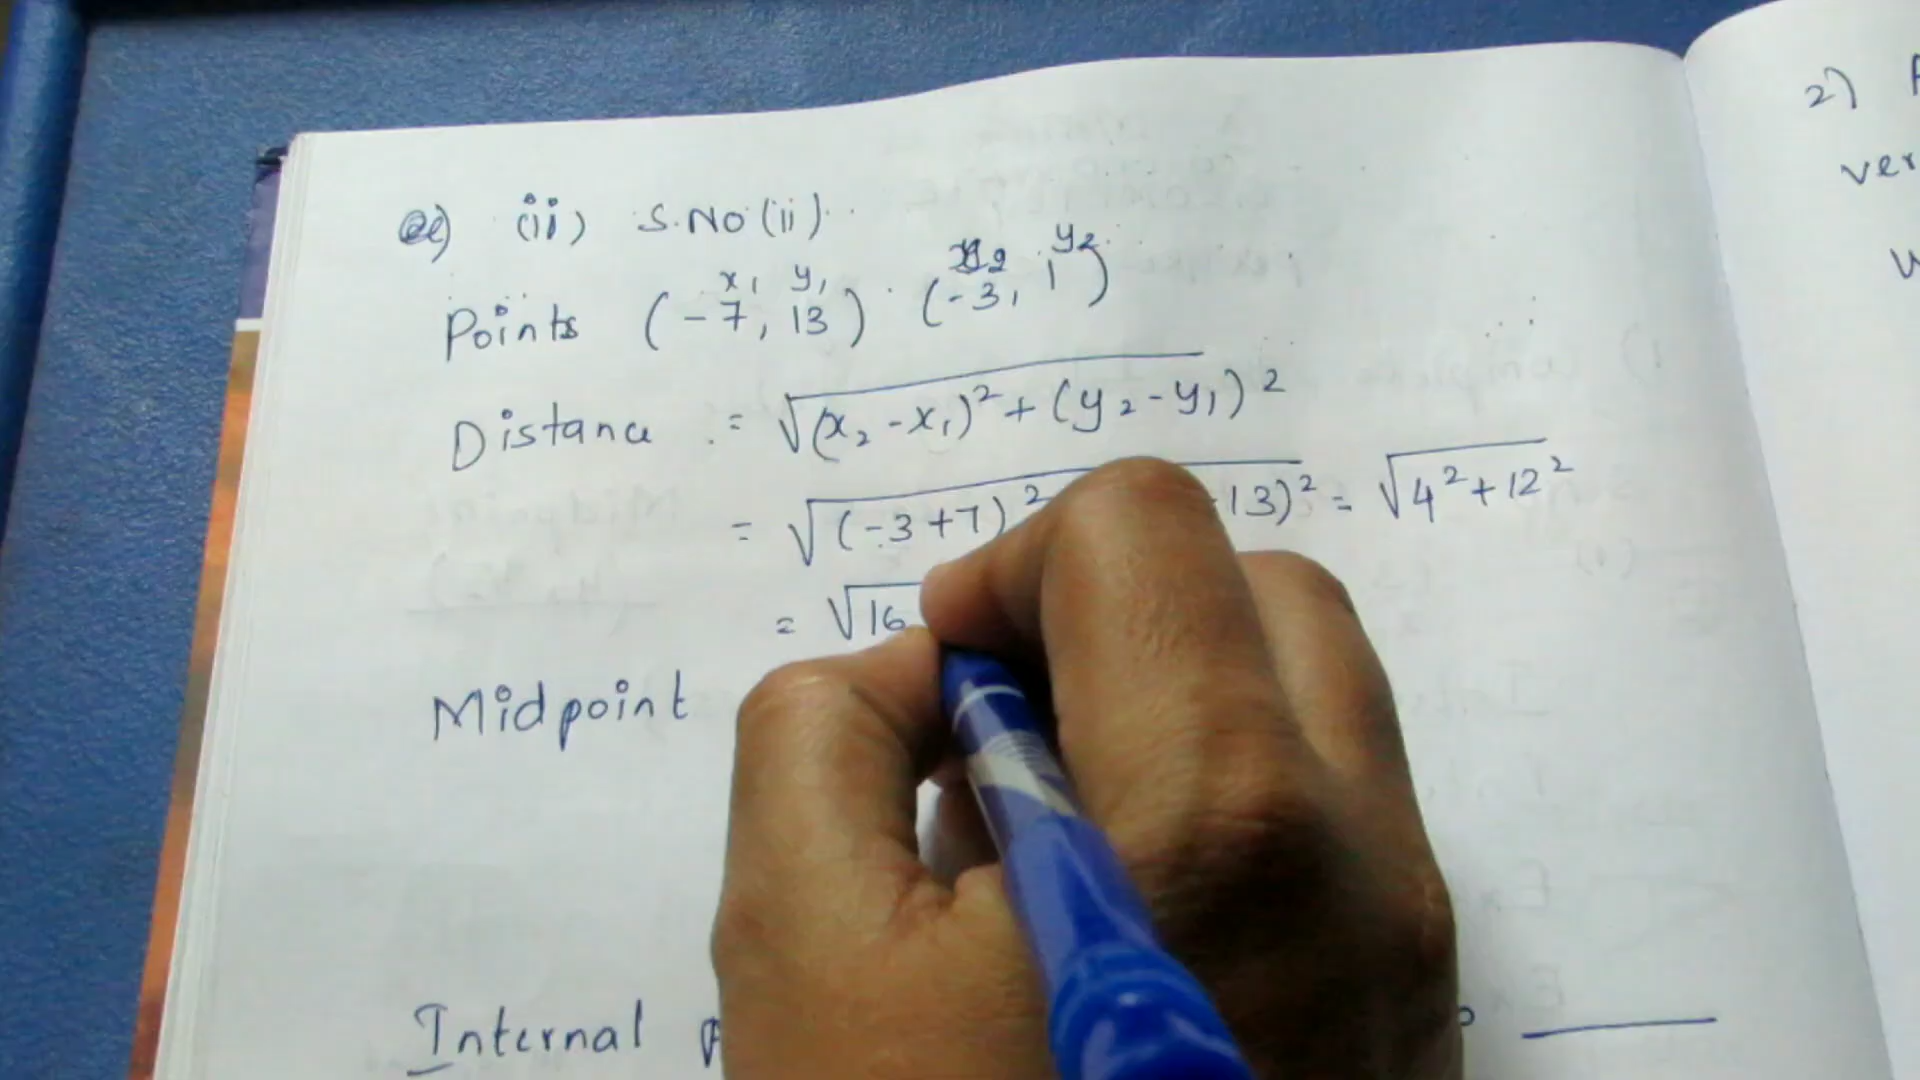 (ii) S.No (ii)
x₁ y₁ x₂ y₂
Points (-7, 13) (-3, 1)
Distance = √(x₂-x₁)²+(y₂-y₁)²
= √(-3+7)² 13)² = √4²+12²
= √16
Midpoint
Internal
2)
ver